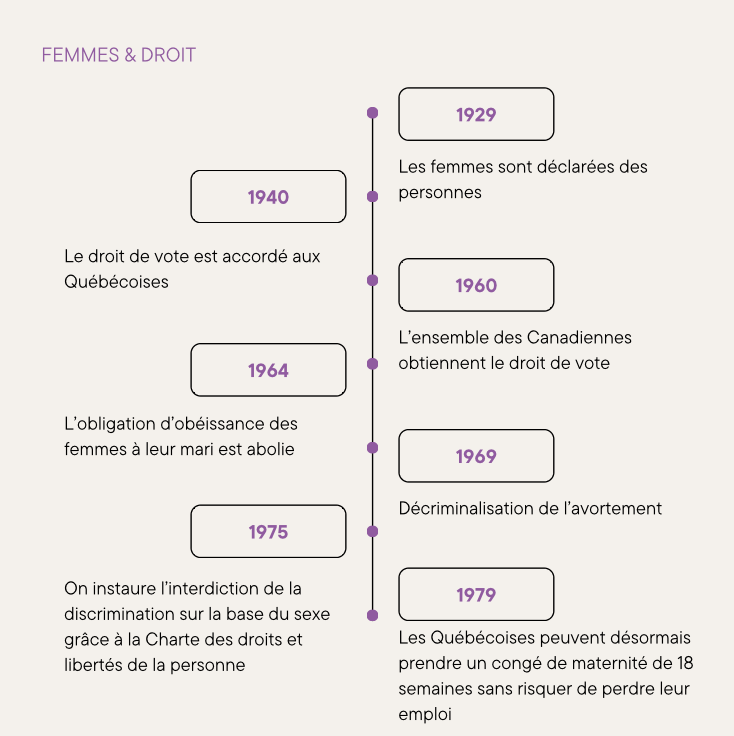 FEMMES & DROIT
1929
Les femmes sont déclarées des
personnes
1940
Le droit de vote est accordé aux
Québécoises
1960
L'ensemble des Canadiennes
obtiennent le droit de vote
1964
L'obligation d'obéissance des
femmes à leur mari est abolie
1969
Décriminalisation de l'avortement
1975
On instaure l'interdiction de la
discrimination sur la base du sexe
grâce à la Charte des droits et
libertés de la personne
1979
Les Québécoises peuvent désormais
prendre un congé de maternité de 18
semaines sans risquer de perdre leur
emploi